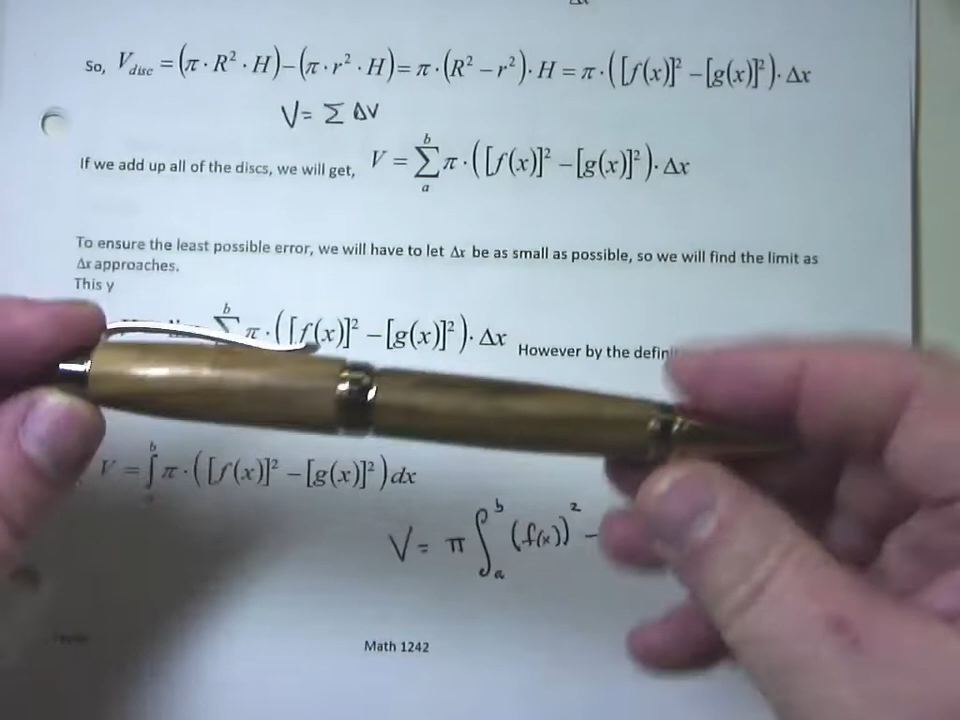 Δx
So, V_disc = (π · R² · H) − (π · r² · H) = π · (R² − r²) · H = π · ([f(x)]² − [g(x)]²) · Δx
V = Σ ΔV
If we add up all of the discs, we will get, V = Σ_a^b π · ([f(x)]² − [g(x)]²) · Δx
To ensure the least possible error, we will have to let Δx be as small as possible, so we will find the limit as
Δx approaches.
This y
b Σ π · ([f(x)]² − [g(x)]²) · Δx However by the defin
V = ∫^b π · ([f(x)]² − [g(x)]²) dx
V = π ∫_a^b (f(x))² −
Math 1242